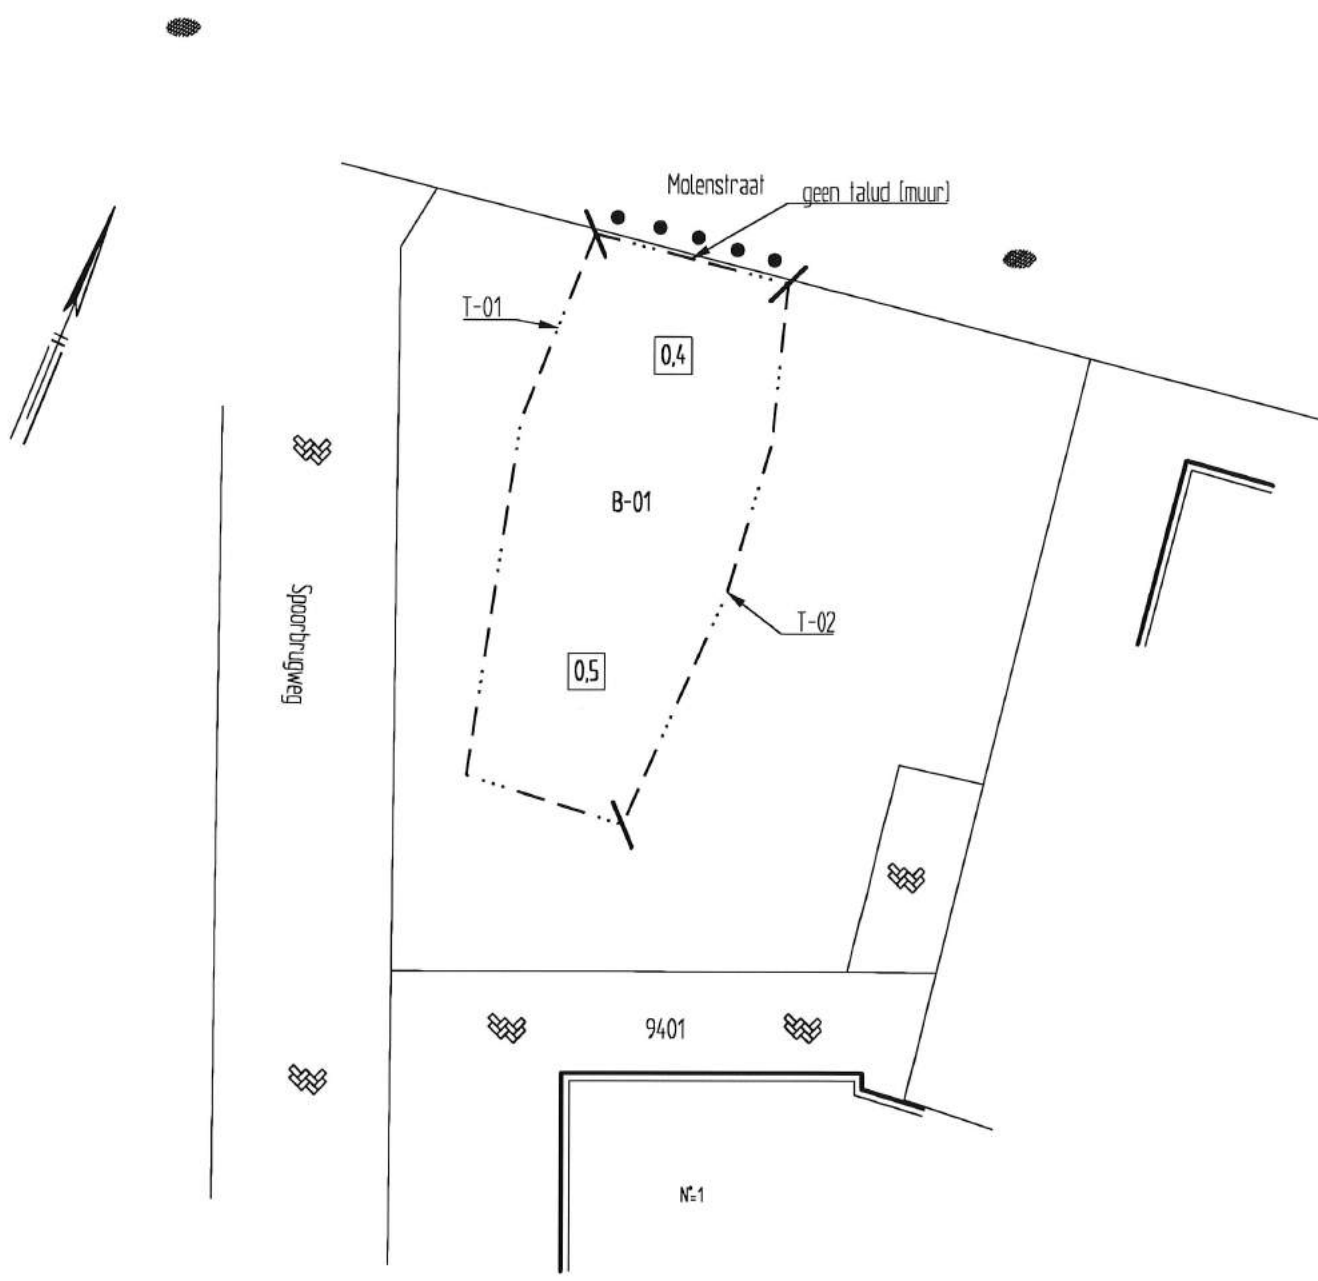 Molenstraat
geen talud (muur)
T-01
0,4
B-01
Spoorbrugweg
T-02
0,5
9401
N°=1